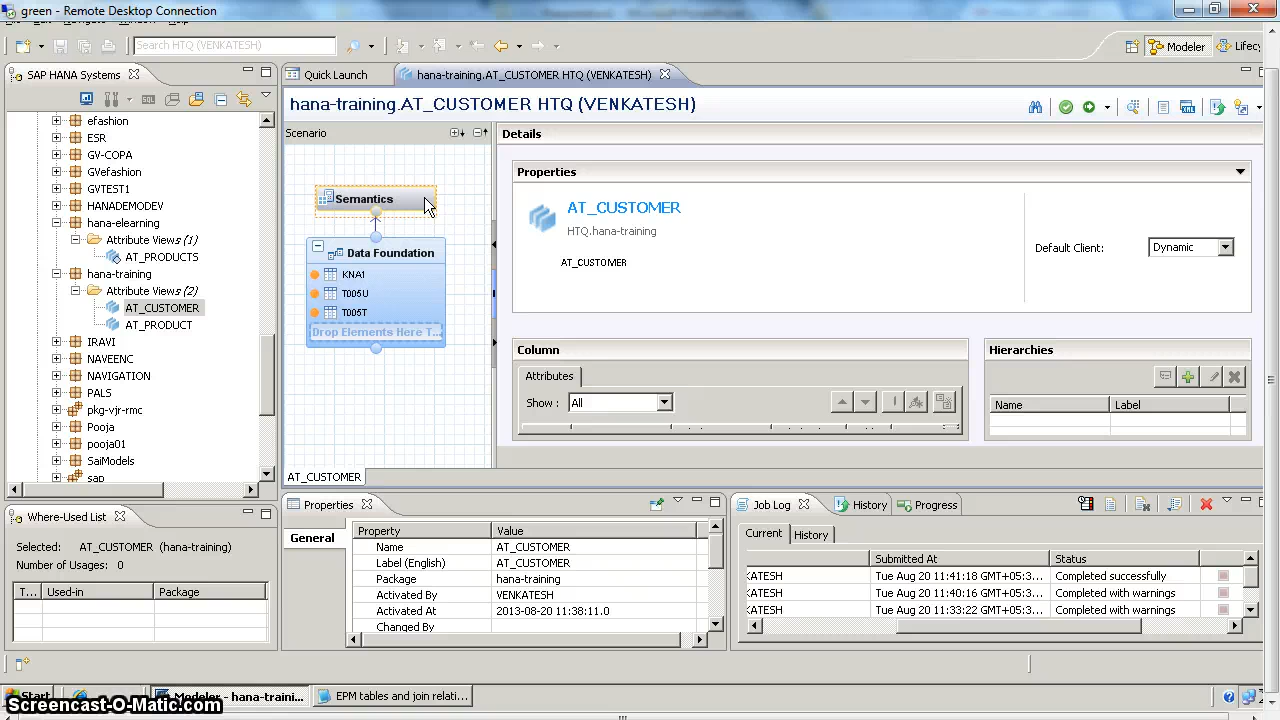 green - Remote Desktop Connection
Search HTQ (VENKATESH)
Modeler
Lifec
SAP HANA Systems
efashion
ESR
GV-COPA
GVefashion
GVTEST1
HANADEMODEV
hana-elearning
Attribute Views (1)
AT_PRODUCTS
hana-training
Attribute Views (2)
AT_CUSTOMER
AT_PRODUCT
IRAVI
NAVEENC
NAVIGATION
PALS
pkg-vjr-rmc
Pooja
pooja01
SaiModels
sap
Where-Used List
Selected: AT_CUSTOMER (hana-training)
Number of Usages: 0
T... Used-in Package
Quick Launch
hana-training.AT_CUSTOMER HTQ (VENKATESH)
hana-training.AT_CUSTOMER HTQ (VENKATESH)
Scenario
Semantics
Data Foundation
KNA1
T005U
T005T
Drop Elements Here T...
AT_CUSTOMER
Details
Properties
AT_CUSTOMER
HTQ.hana-training
AT_CUSTOMER
Default Client: Dynamic
Column
Attributes
Show : All
Hierarchies
Name Label
Properties
General
Property Value
Name AT_CUSTOMER
Label (English) AT_CUSTOMER
Package hana-training
Activated By VENKATESH
Activated At 2013-08-20 11:38:11.0
Changed By
Job Log History Progress
Current History
Submitted At Status
KATESH Tue Aug 20 11:41:18 GMT+05:3... Completed successfully
KATESH Tue Aug 20 11:40:16 GMT+05:3... Completed with warnings
KATESH Tue Aug 20 11:33:22 GMT+05:3... Completed with warnings
Start
Modeler - hana-traini...
EPM tables and join relati...
Screencast-O-Matic.com